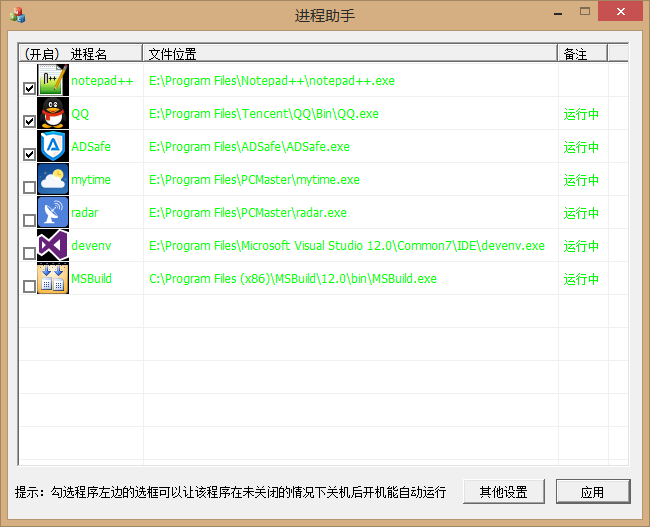 进程助手
(开启) 进程名 文件位置 备注
notepad++ E:\Program Files\Notepad++\notepad++.exe
QQ E:\Program Files\Tencent\QQ\Bin\QQ.exe 运行中
ADSafe E:\Program Files\ADSafe\ADSafe.exe 运行中
mytime E:\Program Files\PCMaster\mytime.exe 运行中
radar E:\Program Files\PCMaster\radar.exe 运行中
devenv E:\Program Files\Microsoft Visual Studio 12.0\Common7\IDE\devenv.exe 运行中
MSBuild C:\Program Files (x86)\MSBuild\12.0\bin\MSBuild.exe 运行中
提示：勾选程序左边的选框可以让该程序在未关闭的情况下关机后开机能自动运行 其他设置 应用